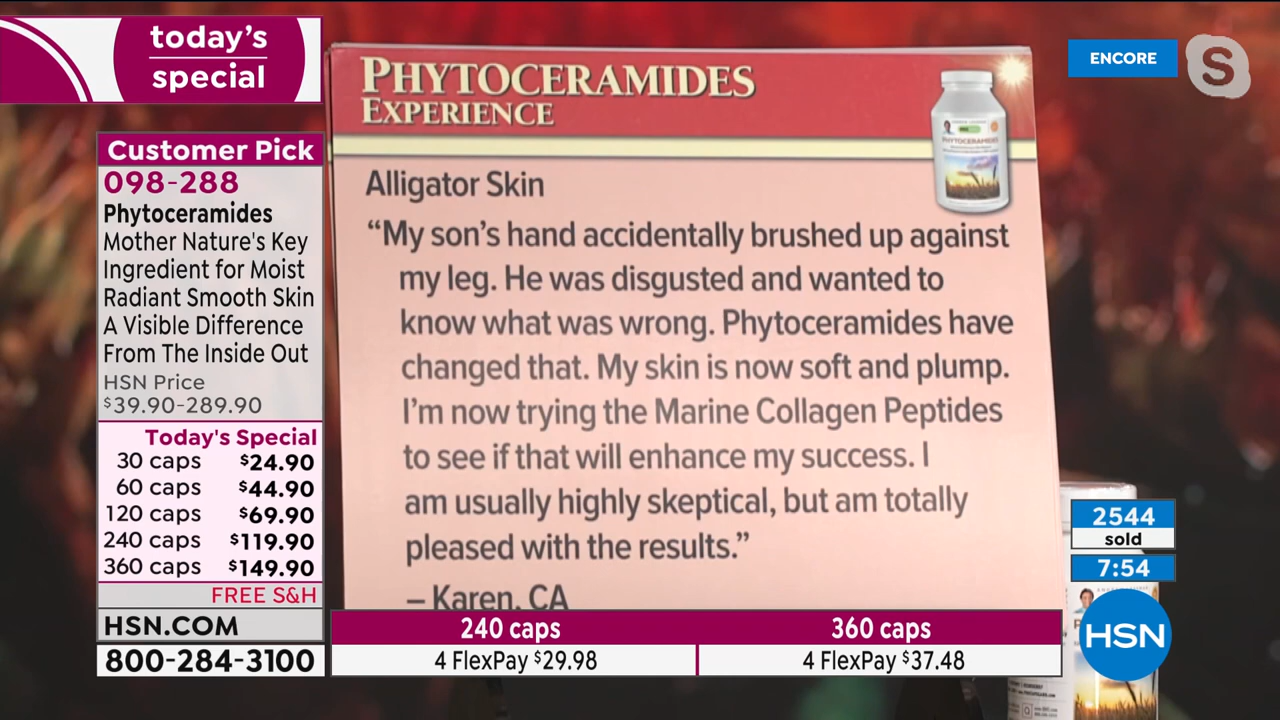 today's
special
Customer Pick
098-288
Phytoceramides
Mother Nature's Key
Ingredient for Moist
Radiant Smooth Skin
A Visible Difference
From The Inside Out
HSN Price
$39.90-289.90
Today's Special
30 caps $24.90
60 caps $44.90
120 caps $69.90
240 caps $119.90
360 caps $149.90
FREE S&H
HSN.COM
800-284-3100
PHYTOCERAMIDES
EXPERIENCE
PHYTOCERAMIDES
Alligator Skin
“My son’s hand accidentally brushed up against
my leg. He was disgusted and wanted to
know what was wrong. Phytoceramides have
changed that. My skin is now soft and plump.
I’m now trying the Marine Collagen Peptides
to see if that will enhance my success. I
am usually highly skeptical, but am totally
pleased with the results.”
– Karen, CA
240 caps 360 caps
4 FlexPay $29.98 4 FlexPay $37.48
ENCORE
S
2544
sold
7:54
HSN